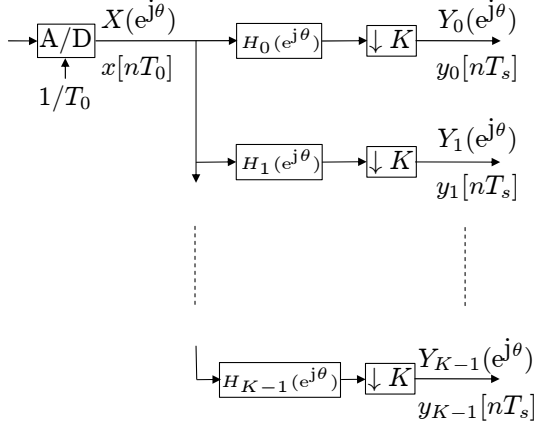 A/D
X(e^{jθ})
x[nT_0]
1/T_0
H_0(e^{jθ})
↓ K
Y_0(e^{jθ})
y_0[nT_s]
H_1(e^{jθ})
↓ K
Y_1(e^{jθ})
y_1[nT_s]
H_{K−1}(e^{jθ})
↓ K
Y_{K−1}(e^{jθ})
y_{K−1}[nT_s]